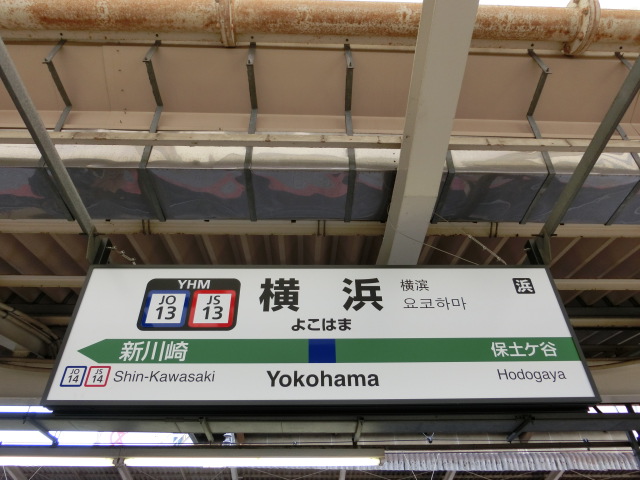 YHM
JO 13
JS 13
横浜
よこはま
横滨
요코하마
浜
新川崎
保土ケ谷
JO 14
JS 14
Shin-Kawasaki
Yokohama
Hodogaya